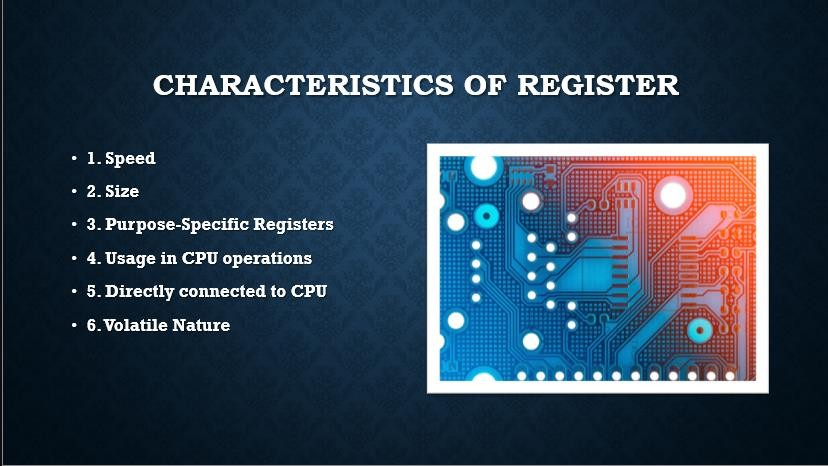 CHARACTERISTICS OF REGISTER
• 1. Speed
• 2. Size
• 3. Purpose-Specific Registers
• 4. Usage in CPU operations
• 5. Directly connected to CPU
• 6. Volatile Nature